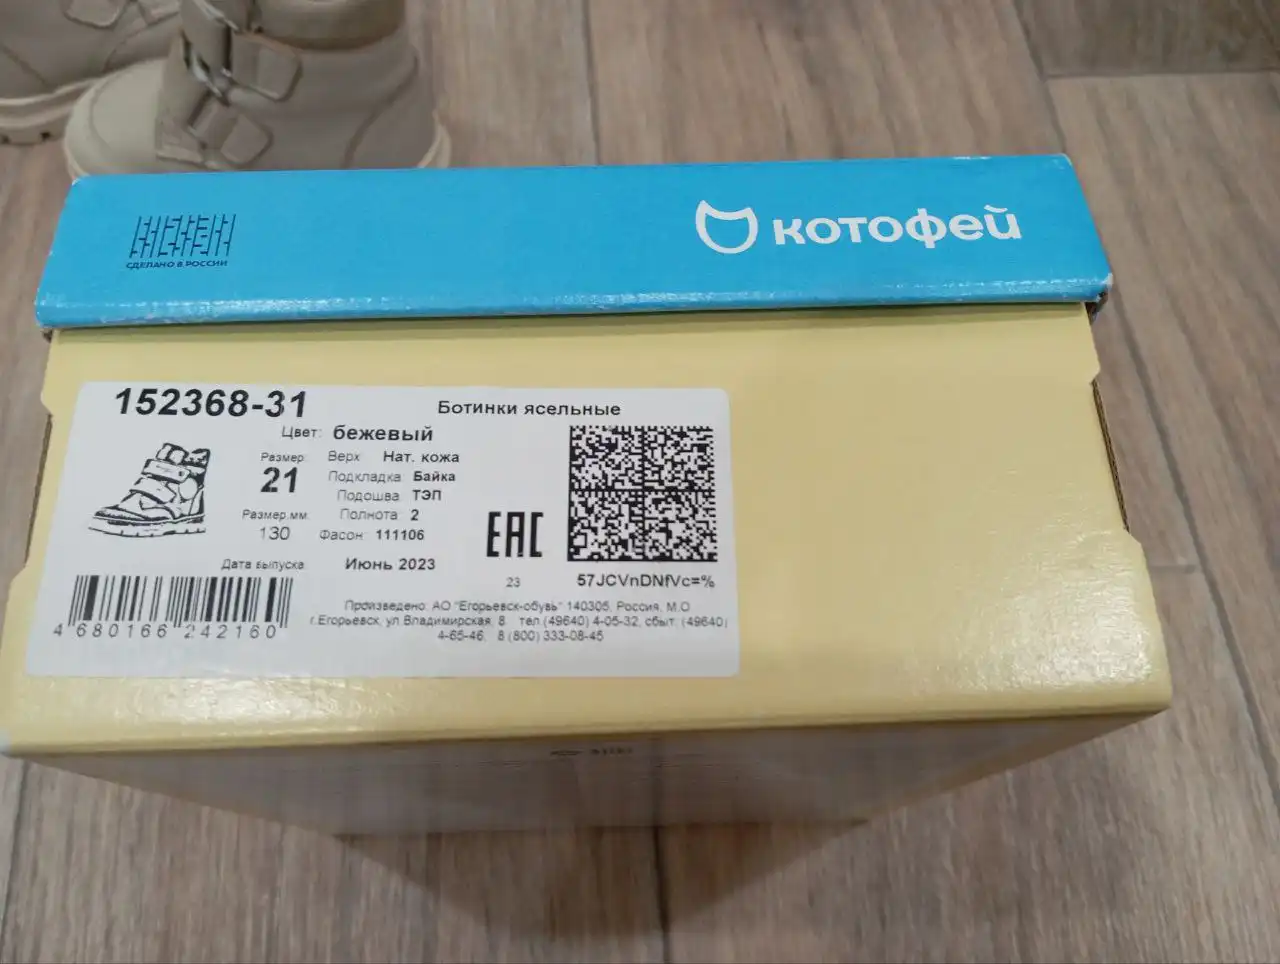 СДЕЛАНО В РОССИИ
котофей
152368-31
Ботинки ясельные
Цвет: бежевый
Размер: 21
Верх Нат. кожа
Подкладка: Байка
Подошва: ТЭП
Размер,мм: 130
Полнота: 2
Фасон: 111106
Дата выпуска: Июнь 2023
EAC
23
57JCVnDNfVc=%
4 680166 242160
Произведено: АО "Егорьевск-обувь" 140305, Россия, М.О
г.Егорьевск, ул.Владимирская, 8 тел.(49640) 4-05-32, сбыт: (49640)
4-65-46, 8 (800) 333-08-45